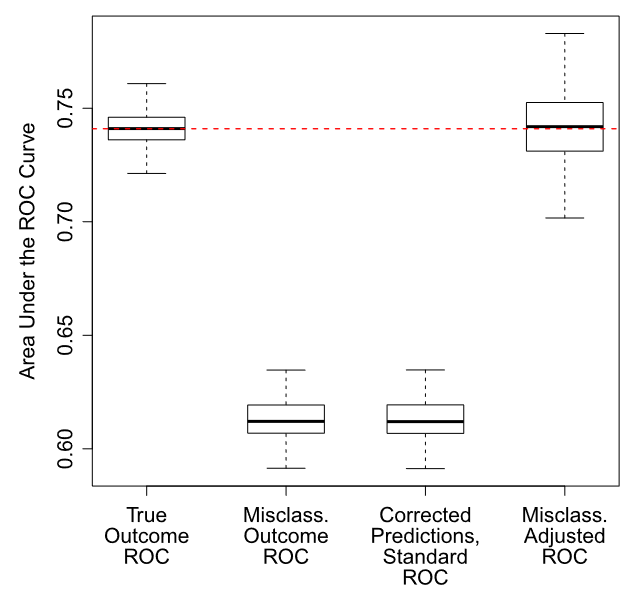 Area Under the ROC Curve
0.75
0.70
0.65
0.60
True
Outcome
ROC
Misclass.
Outcome
ROC
Corrected
Predictions,
Standard
ROC
Misclass.
Adjusted
ROC